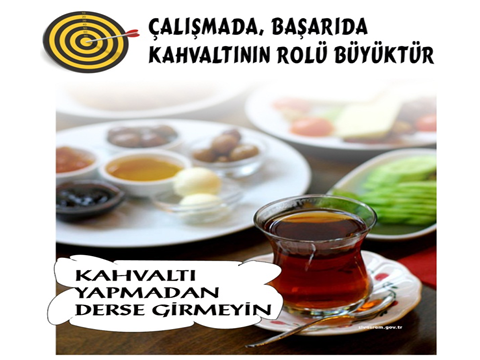 ÇALIŞMADA, BAŞARIDA
KAHVALTININ ROLÜ BÜYÜKTÜR
KAHVALTI
YAPMADAN
DERSE GİRMEYİN